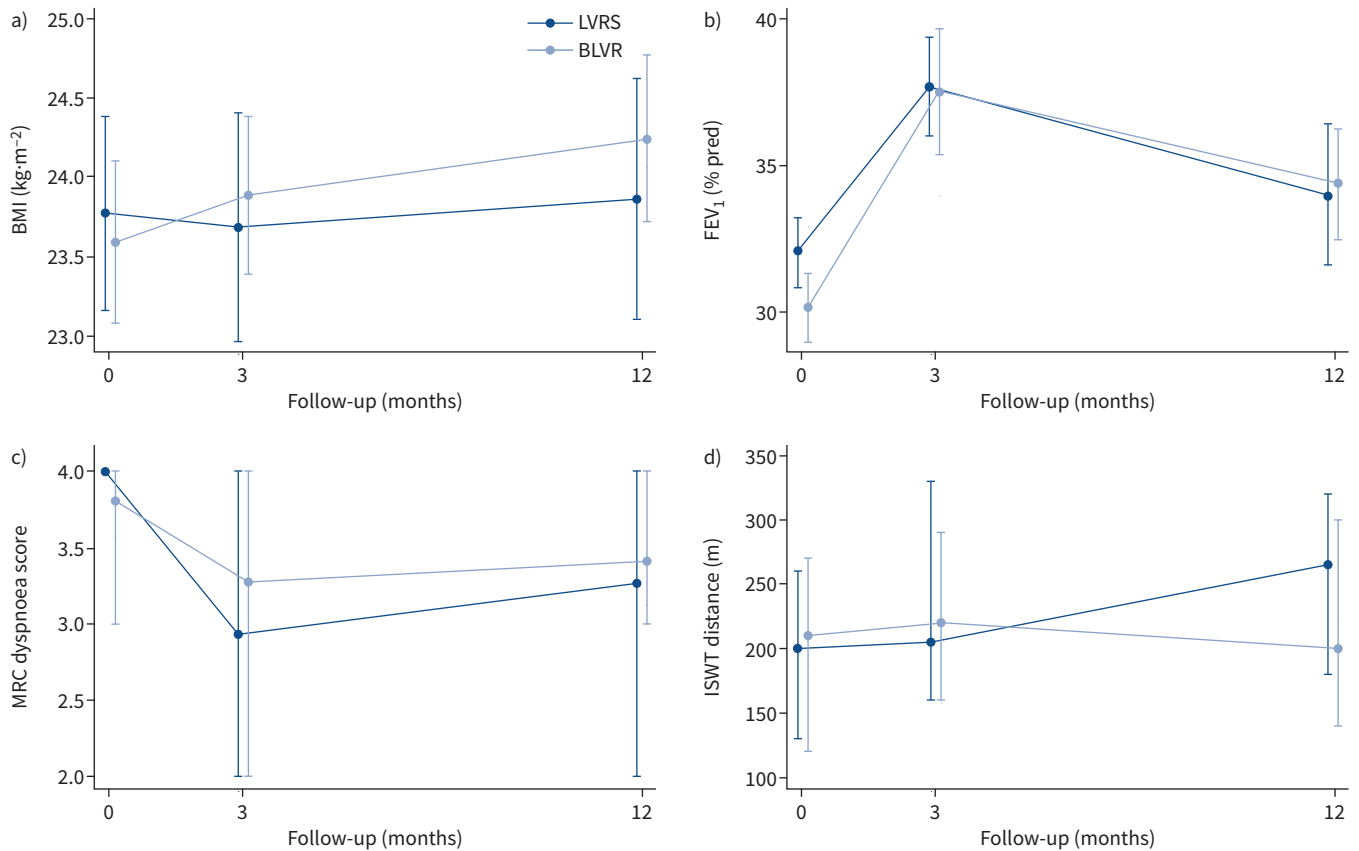 a)
LVRS
BLVR
25.0
24.5
24.0
23.5
23.0
BMI (kg·m⁻²)
0 3 12
Follow-up (months)
b)
40
35
30
FEV₁ (% pred)
0 3 12
Follow-up (months)
c)
4.0
3.5
3.0
2.5
2.0
MRC dyspnoea score
0 3 12
Follow-up (months)
d)
350
300
250
200
150
100
ISWT distance (m)
0 3 12
Follow-up (months)